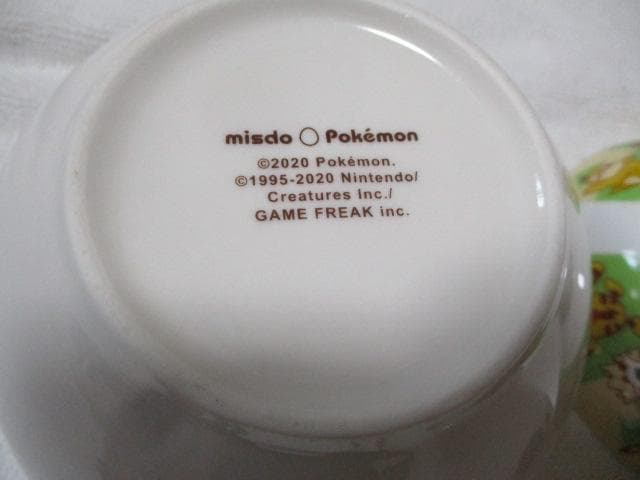 misdo ○ Pokémon
©2020 Pokémon.
©1995-2020 Nintendo/
Creatures Inc./
GAME FREAK inc.